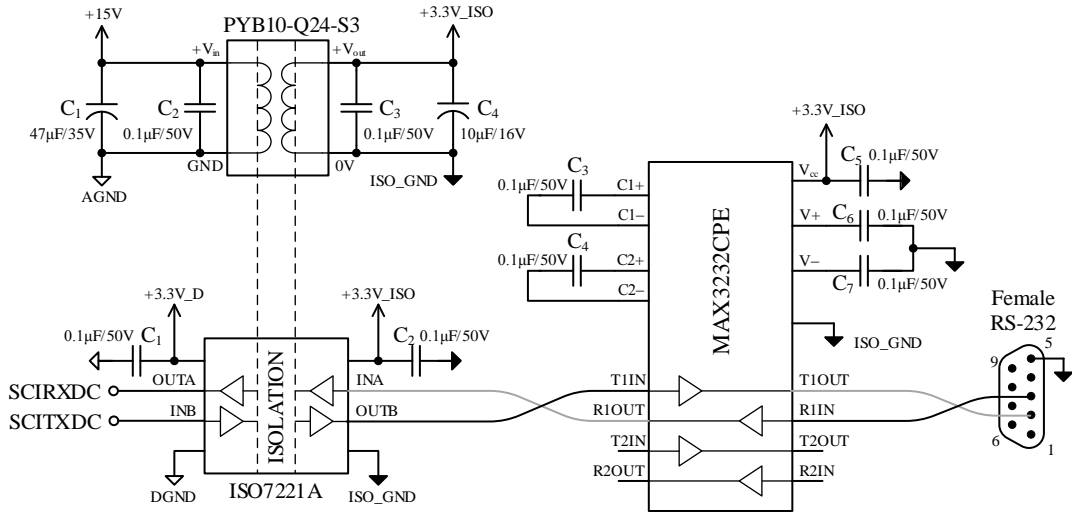 +15V
PYB10-Q24-S3
+3.3V_ISO
+Vin
+Vout
C1
47μF/35V
C2
0.1μF/50V
C3
0.1μF/50V
C4
10μF/16V
GND
0V
AGND
ISO_GND
+3.3V_ISO
C3
0.1μF/50V
C1+
C1−
C4
0.1μF/50V
C2+
C2−
MAX3232CPE
Vcc
C5
0.1μF/50V
V+
C6
0.1μF/50V
V−
C7
0.1μF/50V
ISO_GND
+3.3V_D
+3.3V_ISO
0.1μF/50V
C1
C2
0.1μF/50V
Female
RS-232
9
5
6
1
SCIRXDC
OUTA
INA
T1IN
T1OUT
SCITXDC
INB
OUTB
R1OUT
R1IN
T2IN
T2OUT
R2OUT
R2IN
ISOLATION
DGND
ISO_GND
ISO7221A